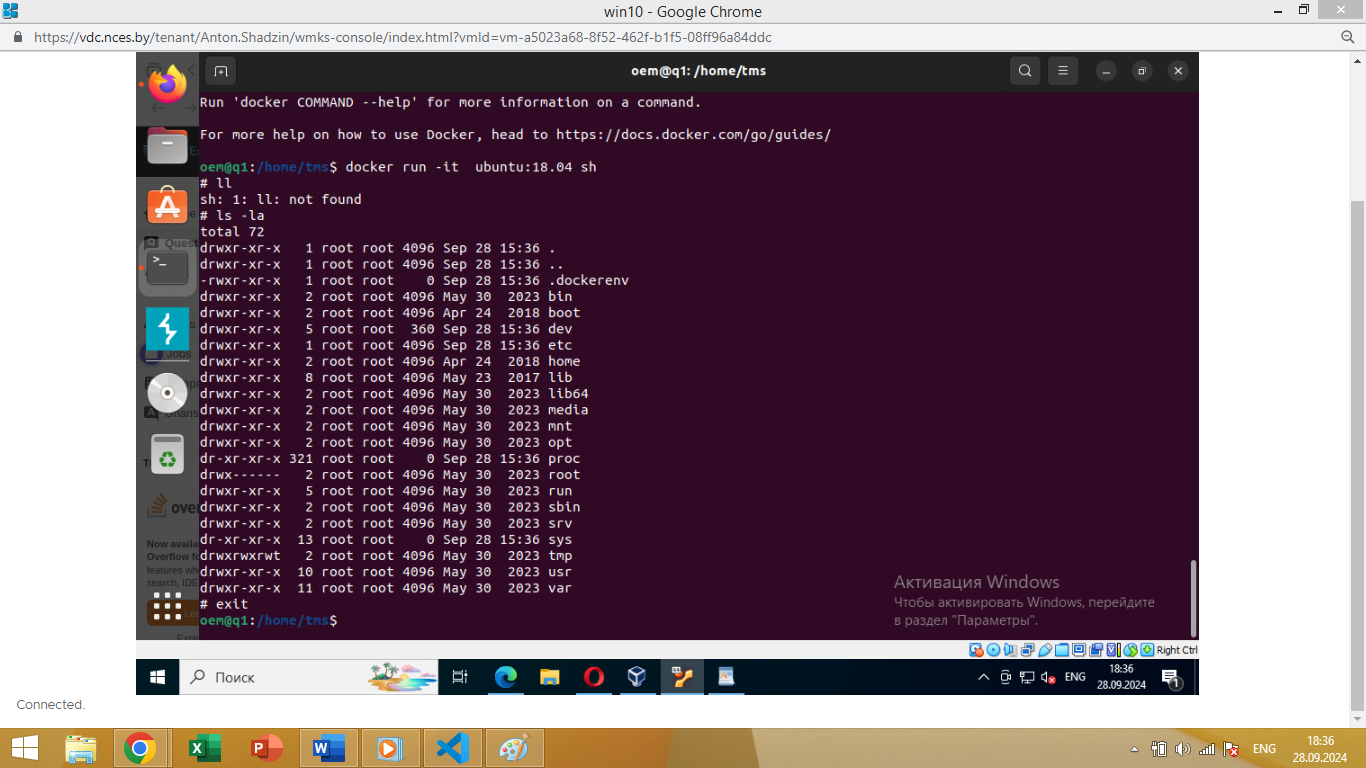 win10 - Google Chrome
https://vdc.nces.by/tenant/Anton.Shadzin/wmks-console/index.html?vmId=vm-a5023a68-8f52-462f-b1f5-08ff96a84ddc
oem@q1: /home/tms
Run 'docker COMMAND --help' for more information on a command.
For more help on how to use Docker, head to https://docs.docker.com/go/guides/
oem@q1:/home/tms$ docker run -it  ubuntu:18.04 sh
# ll
sh: 1: ll: not found
# ls -la
total 72
drwxr-xr-x   1 root root 4096 Sep 28 15:36 .
drwxr-xr-x   1 root root 4096 Sep 28 15:36 ..
-rwxr-xr-x   1 root root    0 Sep 28 15:36 .dockerenv
drwxr-xr-x   2 root root 4096 May 30  2023 bin
drwxr-xr-x   2 root root 4096 Apr 24  2018 boot
drwxr-xr-x   5 root root  360 Sep 28 15:36 dev
drwxr-xr-x   1 root root 4096 Sep 28 15:36 etc
drwxr-xr-x   2 root root 4096 Apr 24  2018 home
drwxr-xr-x   8 root root 4096 May 23  2017 lib
drwxr-xr-x   2 root root 4096 May 30  2023 lib64
drwxr-xr-x   2 root root 4096 May 30  2023 media
drwxr-xr-x   2 root root 4096 May 30  2023 mnt
drwxr-xr-x   2 root root 4096 May 30  2023 opt
dr-xr-xr-x 321 root root    0 Sep 28 15:36 proc
drwx------   2 root root 4096 May 30  2023 root
drwxr-xr-x   5 root root 4096 May 30  2023 run
drwxr-xr-x   2 root root 4096 May 30  2023 sbin
drwxr-xr-x   2 root root 4096 May 30  2023 srv
dr-xr-xr-x  13 root root    0 Sep 28 15:36 sys
drwxrwxrwt   2 root root 4096 May 30  2023 tmp
drwxr-xr-x  10 root root 4096 May 30  2023 usr
drwxr-xr-x  11 root root 4096 May 30  2023 var
# exit
oem@q1:/home/tms$
Quest
Jobs
over
Now availa
Overflow fo
features wh
search, IDE
Активация Windows
Чтобы активировать Windows, перейдите
в раздел "Параметры".
Right Ctrl
Поиск
ENG
18:36
28.09.2024
1
Connected.
ENG
18:36
28.09.2024